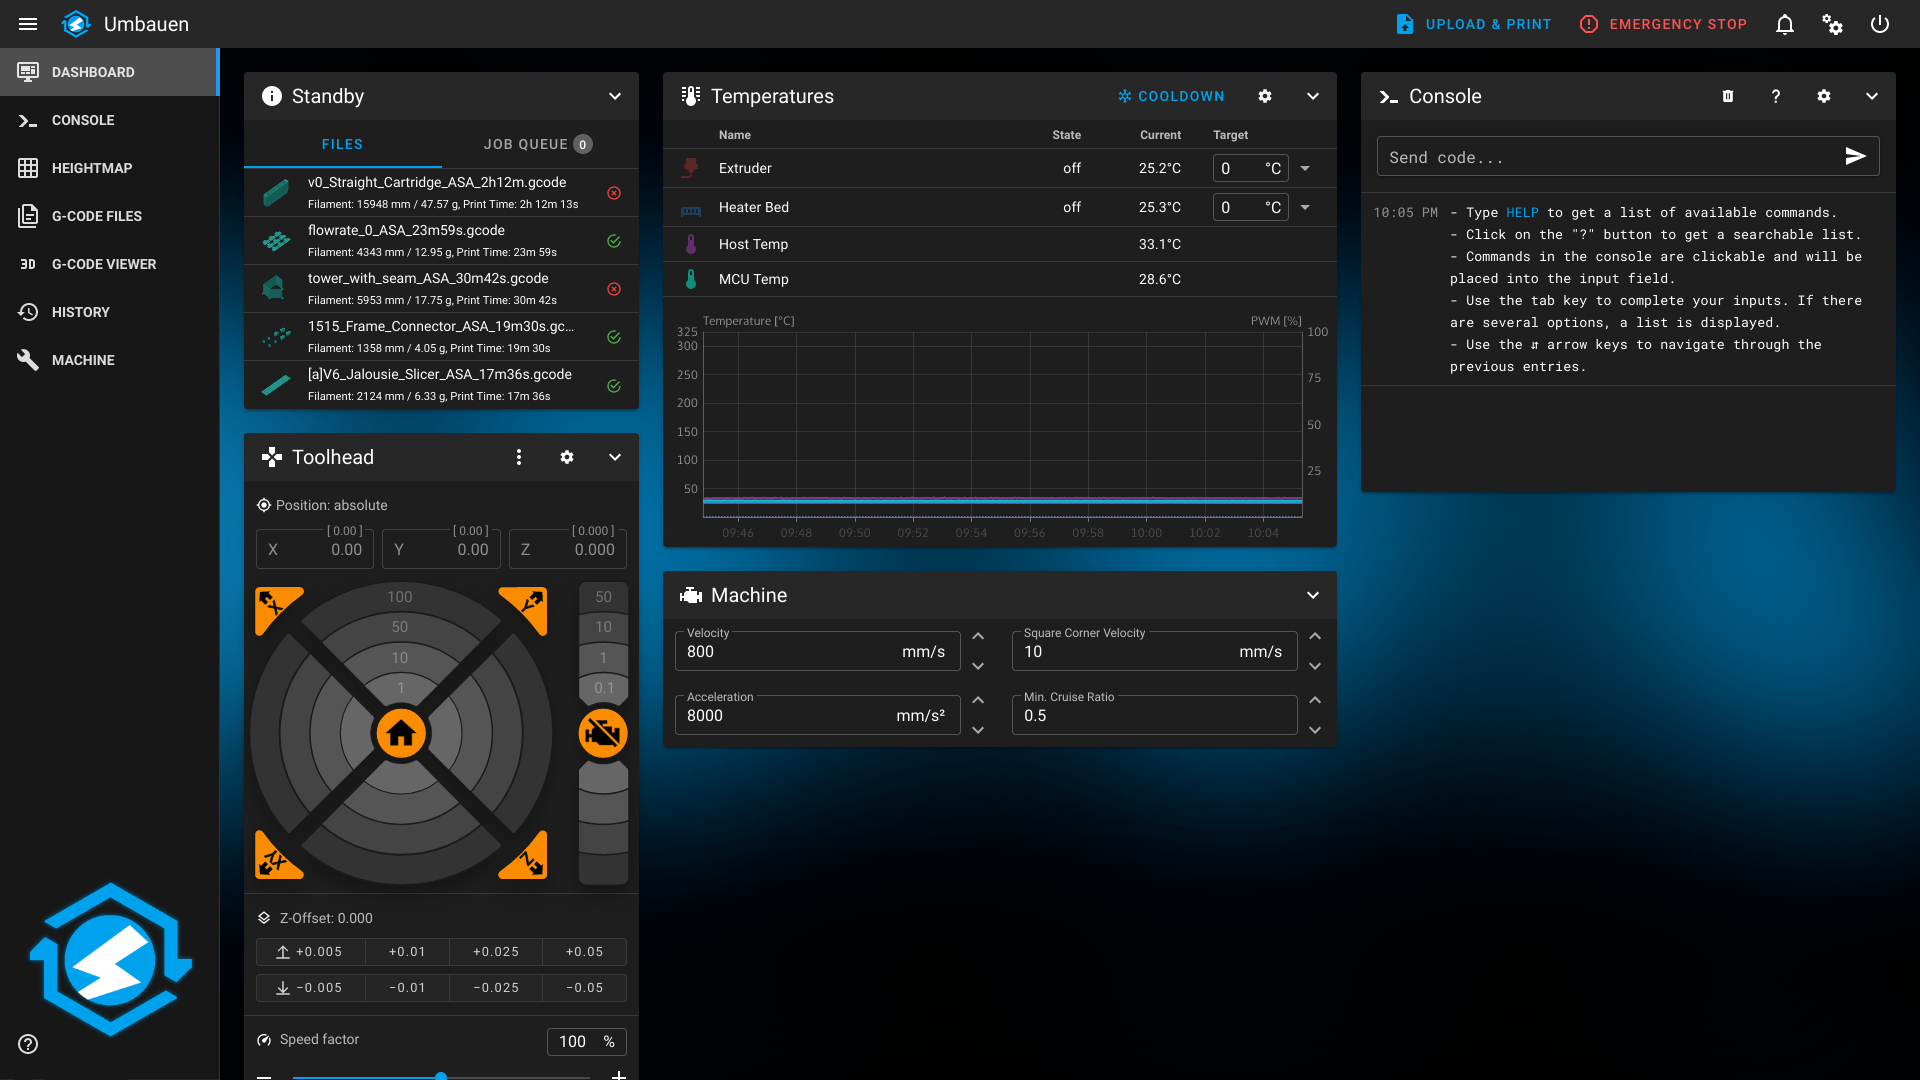 Umbauen
UPLOAD & PRINT
EMERGENCY STOP
DASHBOARD
CONSOLE
HEIGHTMAP
G-CODE FILES
3D G-CODE VIEWER
HISTORY
MACHINE
Standby
FILES
JOB QUEUE 0
v0_Straight_Cartridge_ASA_2h12m.gcode
Filament: 15948 mm / 47.57 g, Print Time: 2h 12m 13s
flowrate_0_ASA_23m59s.gcode
Filament: 4343 mm / 12.95 g, Print Time: 23m 59s
tower_with_seam_ASA_30m42s.gcode
Filament: 5953 mm / 17.75 g, Print Time: 30m 42s
1515_Frame_Connector_ASA_19m30s.gc...
Filament: 1358 mm / 4.05 g, Print Time: 19m 30s
[a]V6_Jalousie_Slicer_ASA_17m36s.gcode
Filament: 2124 mm / 6.33 g, Print Time: 17m 36s
Toolhead
Position: absolute
[ 0.00 ]
X 0.00
[ 0.00 ]
Y 0.00
[ 0.000 ]
Z 0.000
X
Y
ZX
Z
100
50
10
1
50
10
1
0.1
Z-Offset: 0.000
+0.005 +0.01 +0.025 +0.05
-0.005 -0.01 -0.025 -0.05
Speed factor
100 %
Temperatures
COOLDOWN
Name State Current Target
Extruder off 25.2°C 0 °C
Heater Bed off 25.3°C 0 °C
Host Temp 33.1°C
MCU Temp 28.6°C
Temperature [°C]
PWM [%]
325
300
250
200
150
100
50
100
75
50
25
09:46 09:48 09:50 09:52 09:54 09:56 09:58 10:00 10:02 10:04
Machine
Velocity
800 mm/s
Square Corner Velocity
10 mm/s
Acceleration
8000 mm/s²
Min. Cruise Ratio
0.5
Console
?
Send code...
10:05 PM - Type HELP to get a list of available commands.
- Click on the "?" button to get a searchable list.
- Commands in the console are clickable and will be
placed into the input field.
- Use the tab key to complete your inputs. If there
are several options, a list is displayed.
- Use the ⇵ arrow keys to navigate through the
previous entries.